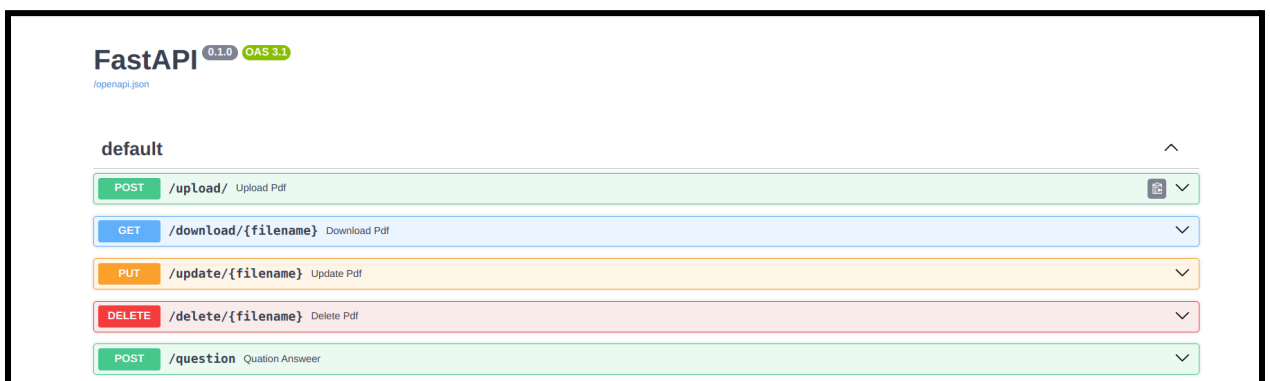 FastAPI 0.1.0 OAS 3.1
/openapi.json
default
POST /upload/ Upload Pdf
GET /download/{filename} Download Pdf
PUT /update/{filename} Update Pdf
DELETE /delete/{filename} Delete Pdf
POST /question Quation Answeer